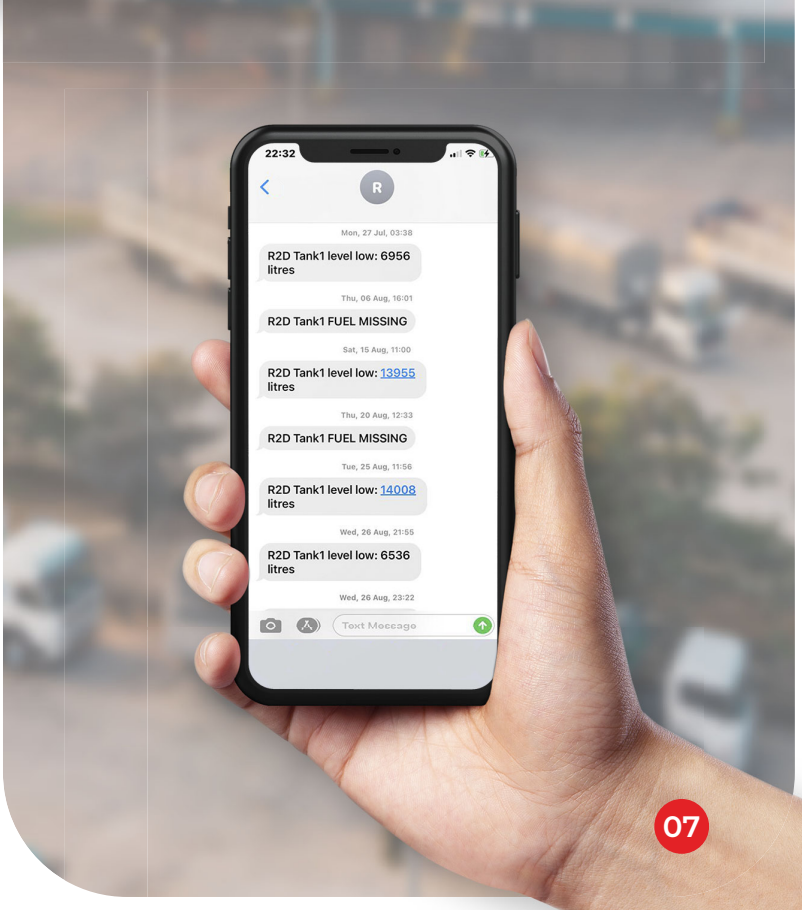 22:32
R
Mon, 27 Jul, 03:38
R2D Tank1 level low: 6956
litres
Thu, 06 Aug, 16:01
R2D Tank1 FUEL MISSING
Sat, 15 Aug, 11:00
R2D Tank1 level low: 13955
litres
Thu, 20 Aug, 12:33
R2D Tank1 FUEL MISSING
Tue, 25 Aug, 11:56
R2D Tank1 level low: 14008
litres
Wed, 26 Aug, 21:55
R2D Tank1 level low: 6536
litres
Wed, 26 Aug, 23:22
Text Moccago
07